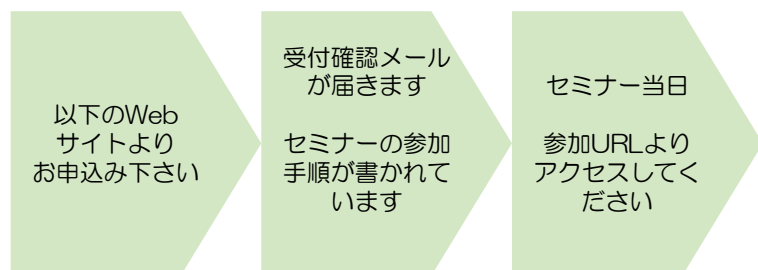 以下のWeb
サイトより
お申込み下さい
受付確認メール
が届きます
セミナーの参加
手順が書かれて
います
セミナー当日
参加URLより
アクセスしてく
ださい